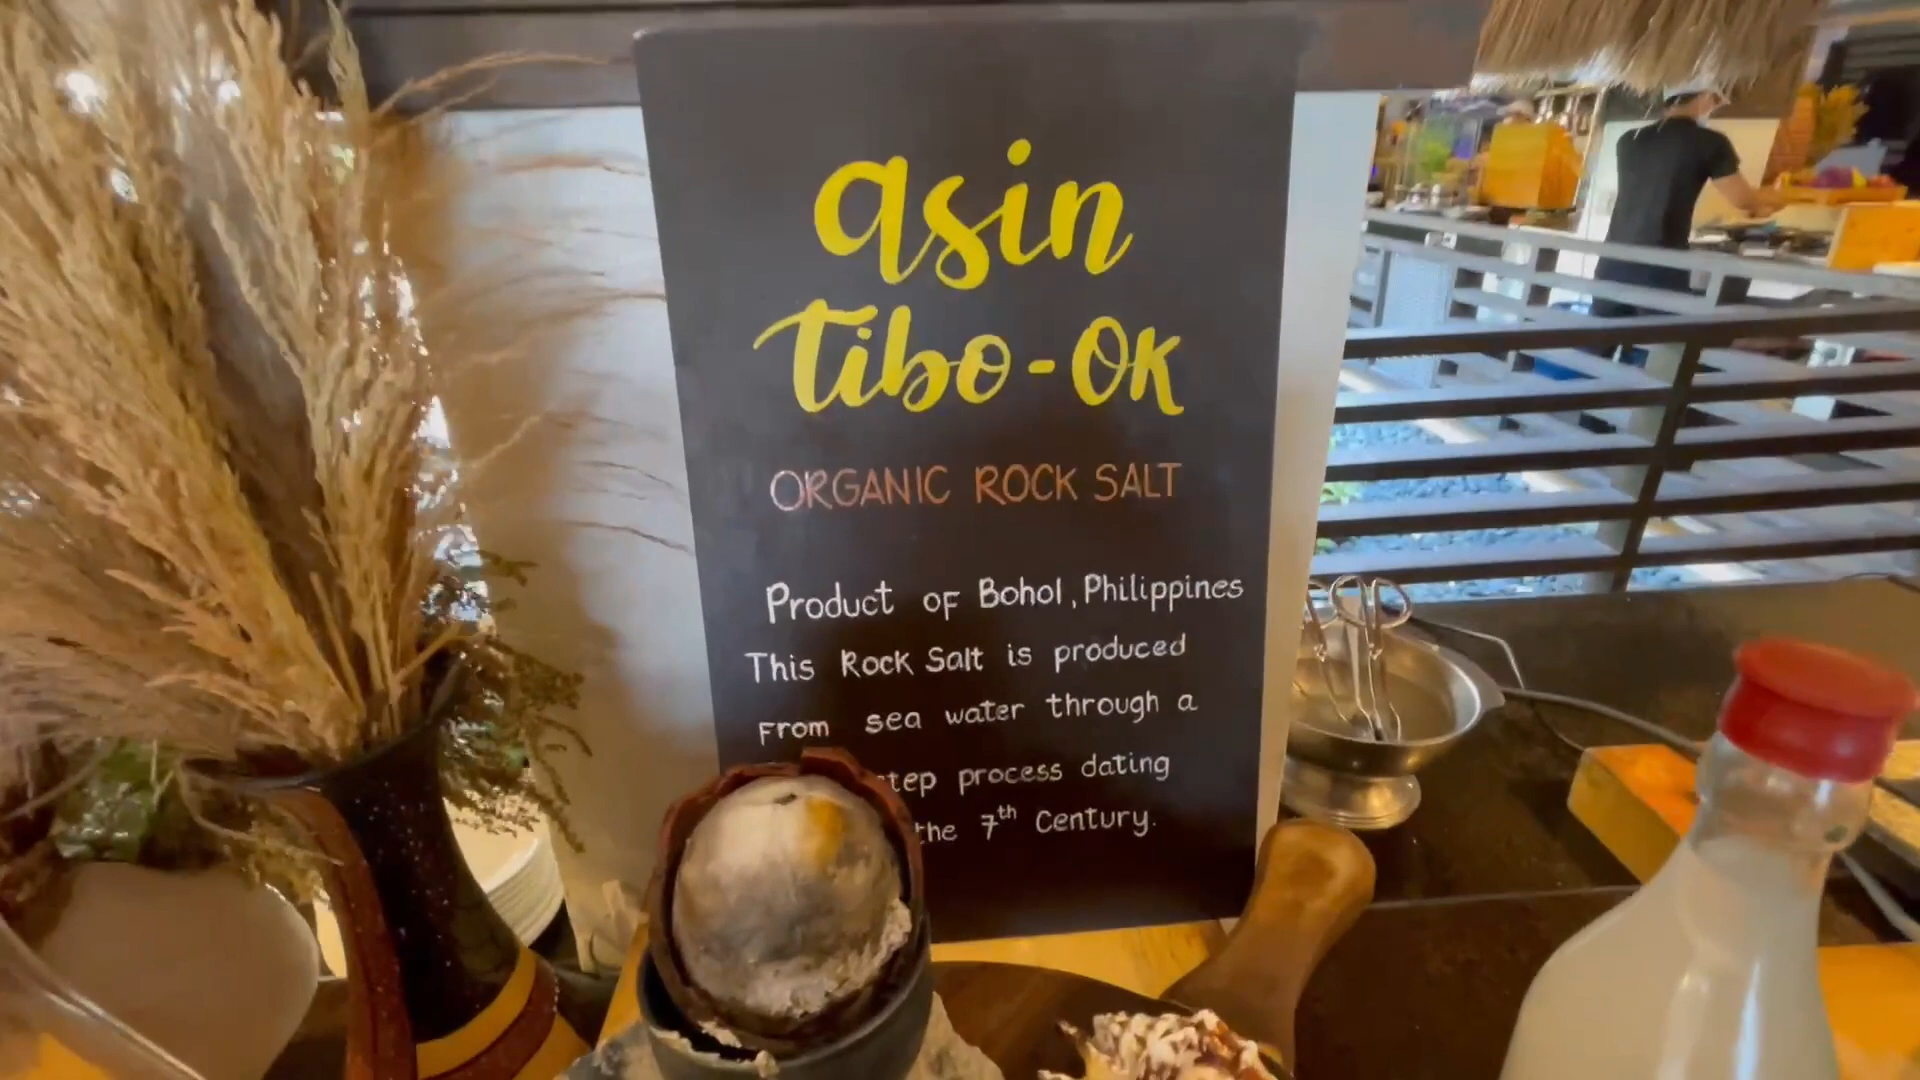 asin
Tibo-OK
ORGANIC ROCK SALT
Product of Bohol, Philippines
This Rock Salt is produced
From sea water through a
process dating
the 7th Century.